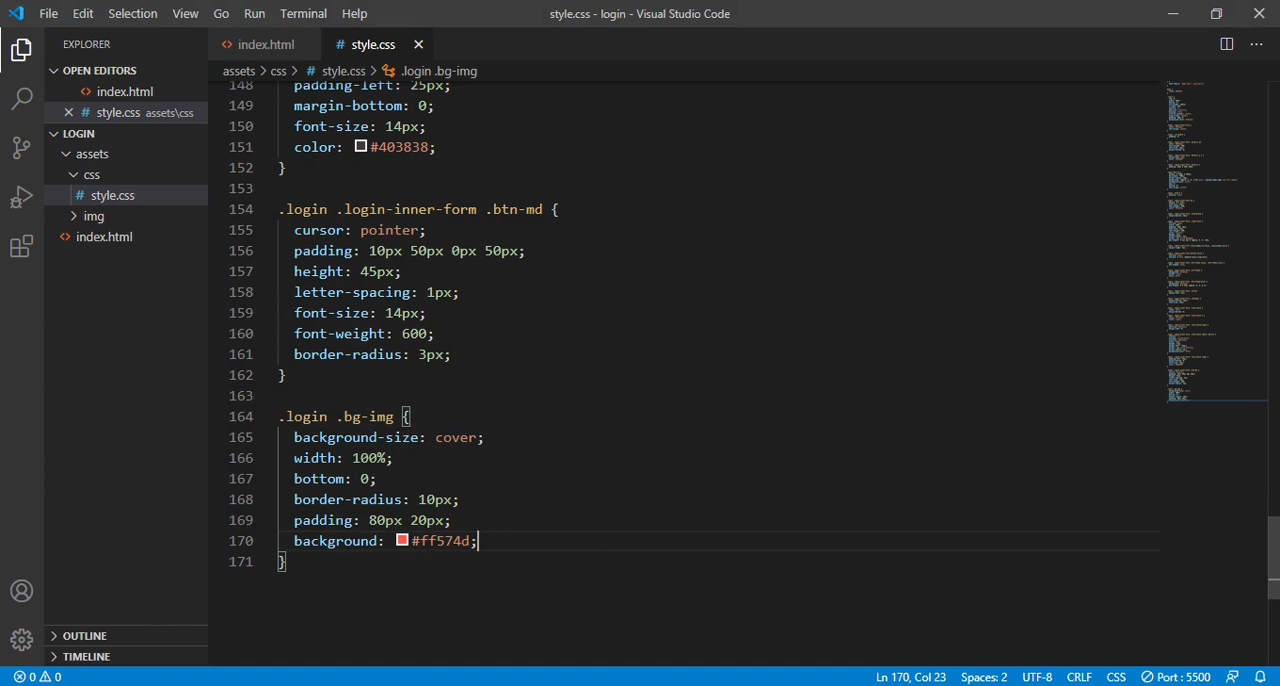 File Edit Selection View Go Run Terminal Help
style.css - login - Visual Studio Code
EXPLORER
OPEN EDITORS
index.html
style.css assets\css
LOGIN
assets
css
# style.css
img
index.html
OUTLINE
TIMELINE
index.html
# style.css
assets > css > # style.css > .login .bg-img
148 padding-left: 25px;
149 margin-bottom: 0;
150 font-size: 14px;
151 color: #403838;
152 }
153
154 .login .login-inner-form .btn-md {
155 cursor: pointer;
156 padding: 10px 50px 0px 50px;
157 height: 45px;
158 letter-spacing: 1px;
159 font-size: 14px;
160 font-weight: 600;
161 border-radius: 3px;
162 }
163
164 .login .bg-img {
165 background-size: cover;
166 width: 100%;
167 bottom: 0;
168 border-radius: 10px;
169 padding: 80px 20px;
170 background: #ff574d;
171 }
0 0
Ln 170, Col 23 Spaces: 2 UTF-8 CRLF CSS Port : 5500